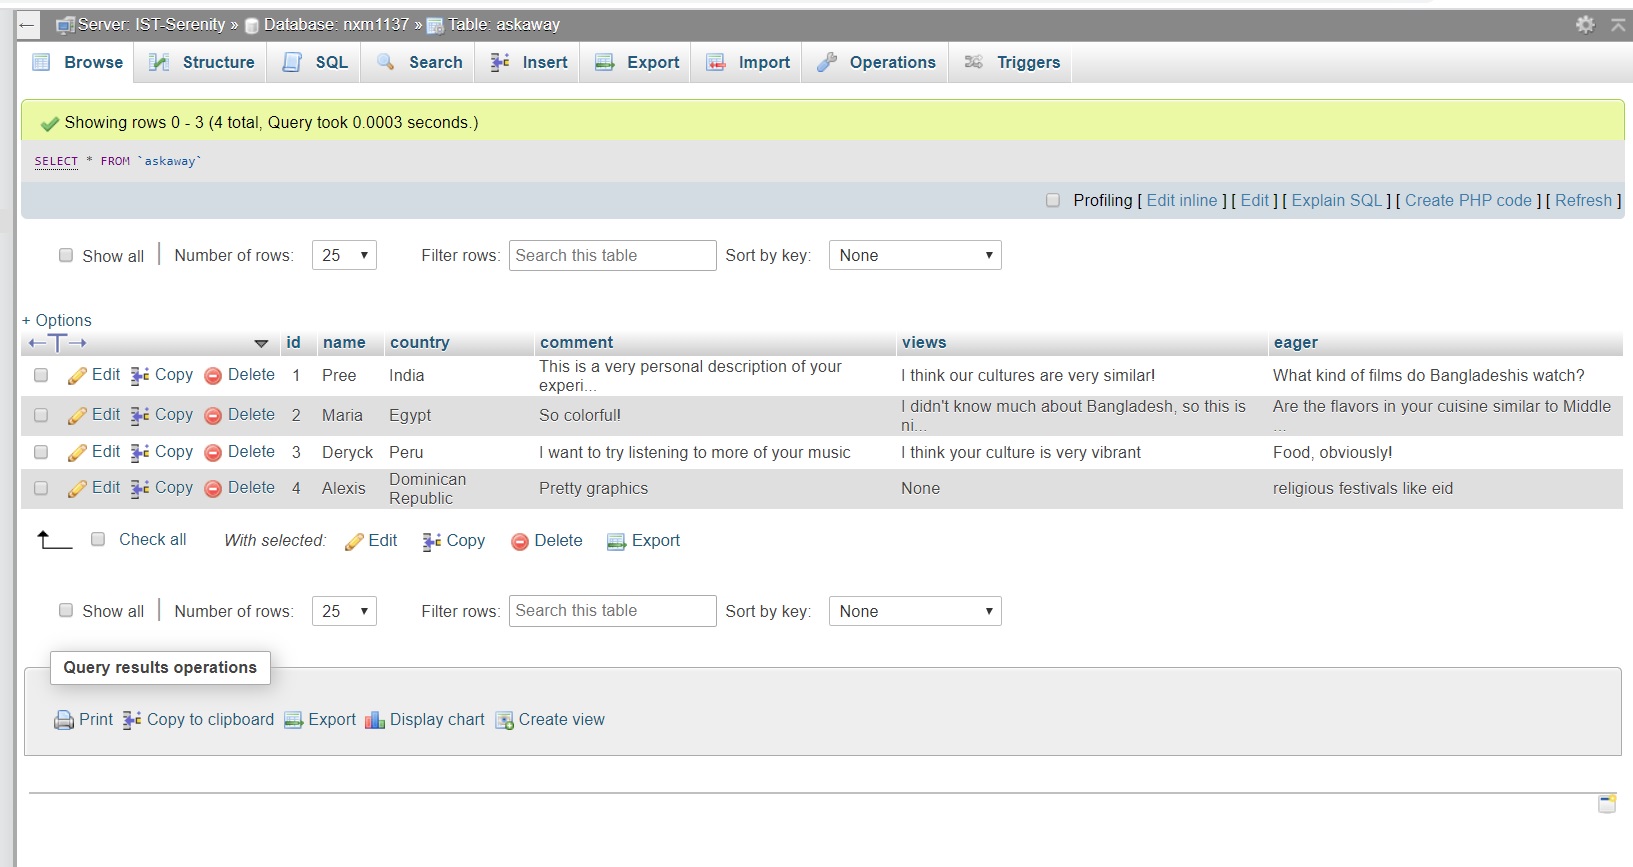 Server: IST-Serenity » Database: nxm1137 » Table: askaway
Browse Structure SQL Search Insert Export Import Operations Triggers
Showing rows 0 - 3 (4 total, Query took 0.0003 seconds.)
SELECT * FROM `askaway`
Profiling [ Edit inline ] [ Edit ] [ Explain SQL ] [ Create PHP code ] [ Refresh ]
Show all Number of rows: 25 Filter rows: Search this table Sort by key: None
+ Options
id name country comment views eager
Edit Copy Delete 1 Pree India This is a very personal description of your experi... I think our cultures are very similar! What kind of films do Bangladeshis watch?
Edit Copy Delete 2 Maria Egypt So colorful! I didn't know much about Bangladesh, so this is ni... Are the flavors in your cuisine similar to Middle ...
Edit Copy Delete 3 Deryck Peru I want to try listening to more of your music I think your culture is very vibrant Food, obviously!
Edit Copy Delete 4 Alexis Dominican Republic Pretty graphics None religious festivals like eid
Check all With selected: Edit Copy Delete Export
Show all Number of rows: 25 Filter rows: Search this table Sort by key: None
Query results operations
Print Copy to clipboard Export Display chart Create view